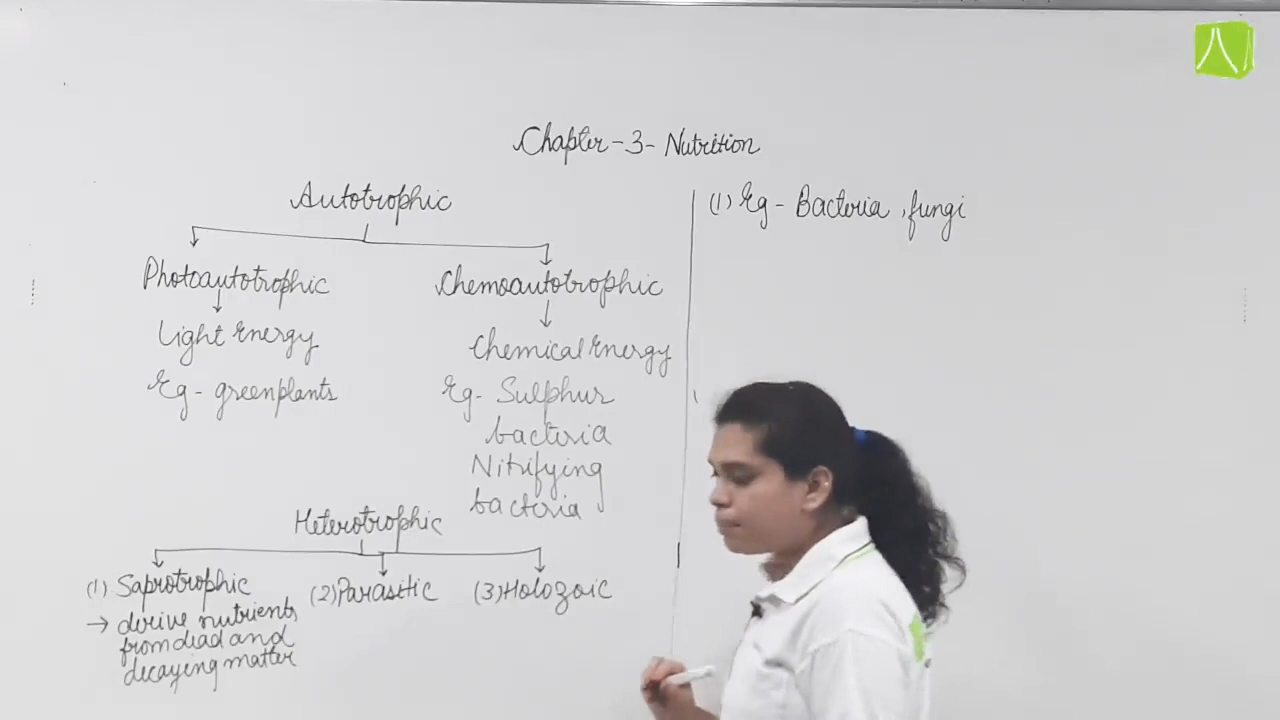 Chapter-3- Nutrition
Autotrophic
Photoautotrophic
Light Energy
Eg- greenplants
Chemoautotrophic
Chemical Energy
Eg- Sulphur
bacteria
Nitrifying
bacteria
Heterotrophic
(1) Saprotrophic
→ derive nutrients
from dead and
decaying matter
(2) Parasitic
(3) Holozoic
(1) Eg - Bacteria, fungi